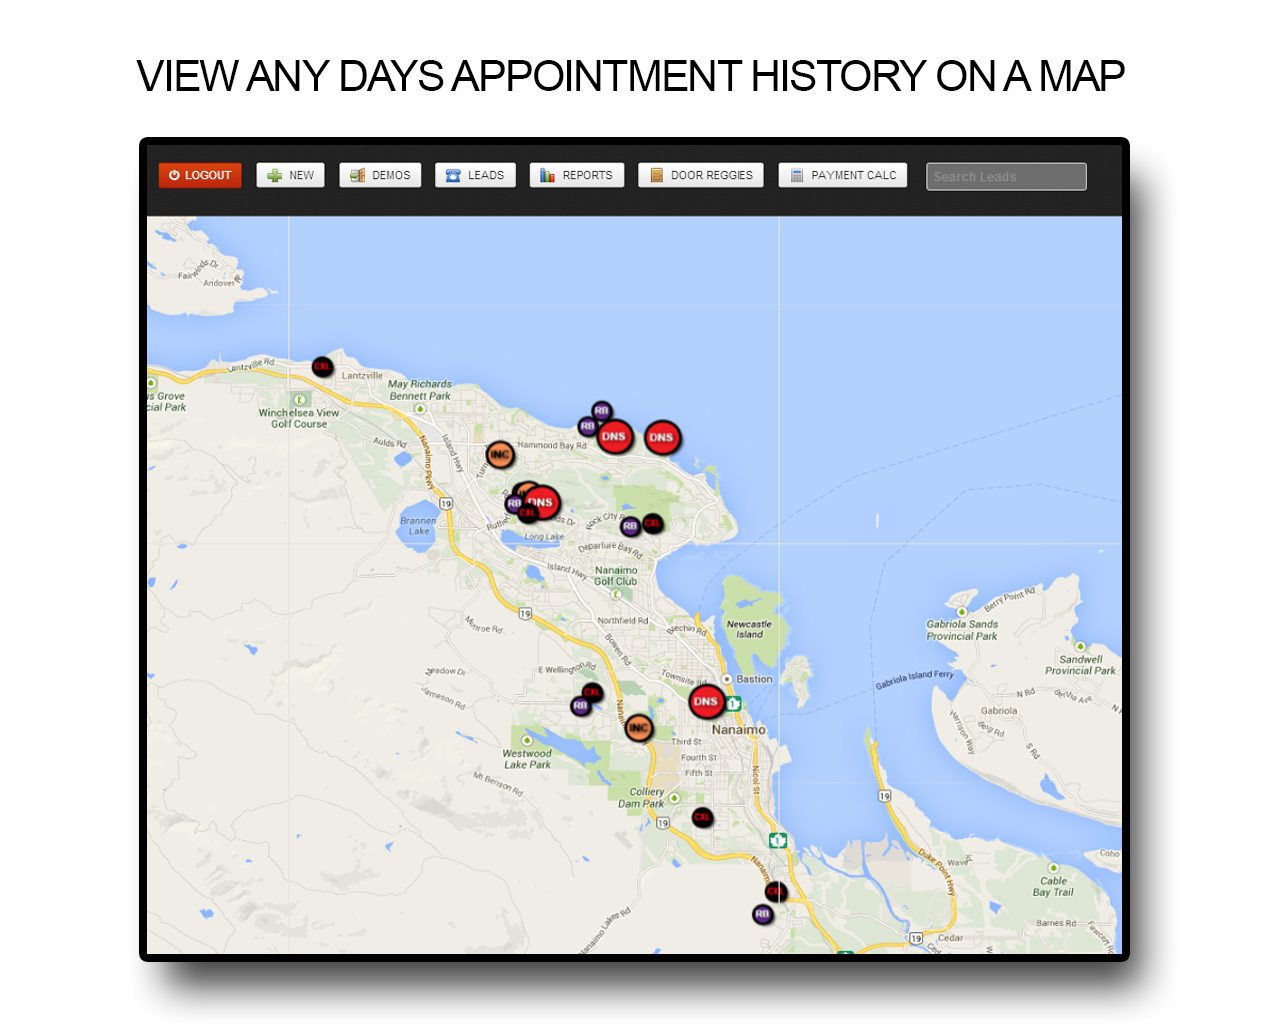 VIEW ANY DAYS APPOINTMENT HISTORY ON A MAP
LOGOUT
NEW
DEMOS
LEADS
REPORTS
DOOR REGGIES
PAYMENT CALC
Search Leads
Fairwinds Dr
Andover
Lantzville Rd
CXL
Lantzville
May Richards
Bennett Park
us Grove
cial Park
Winchelsea View
Golf Course
Aulds Rd
Nanaimo Pkwy
Island Hwy
RB
RB
DNS
DNS
INC
Hammond Bay Rd
RB
DNS
CXL
Rock City
RB
CXL
19
Brannen
Lake
Long Lake
Departure Bay Rd
Island Hwy
Nanaimo
Golf Club
19
Northfield Rd
Bowen Rd
Brechin Rd
Newcastle
Island
Monroe Rd
Meadow Dr
Jameson Rd
E Wellington Rd
Townsite Rd
Bastion
CXL
RB
DNS
1
INC
Nanaimo
Third St
Fourth St
Fifth St
Nicol St
Westwood
Lake Park
Mt Benson Rd
Colliery
Dam Park
19
CXL
1
Nanaimo
CXL
RB
Nanaimo Lakes Rd
Gabriola Sands
Provincial Park
Berry Point Rd
Sandwell
Provincial Park
Gabriola Island Ferry
N Rd
Gabriola
Harrison Way
S Rd
19
Duke Point Hwy
Coho
Cable
Bay Trail
Barnes Rd
19
Cedar